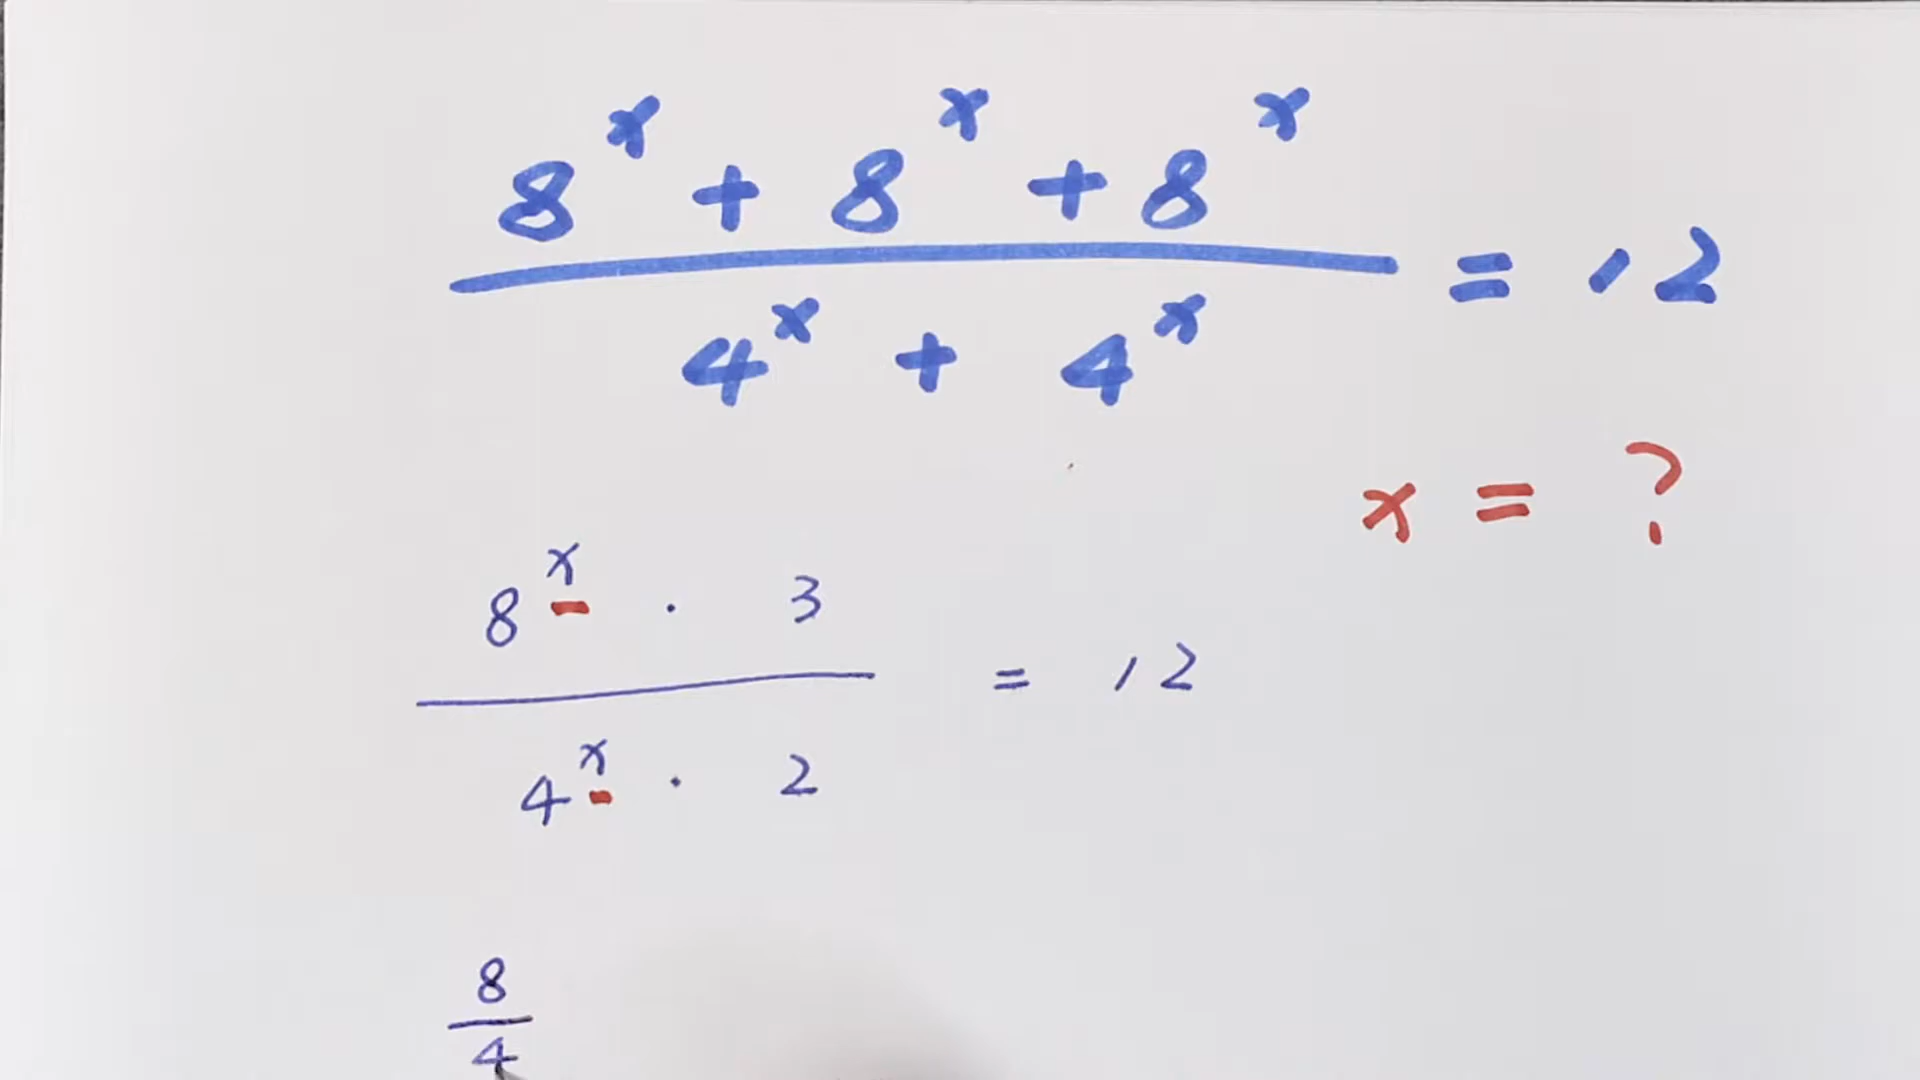 8^x + 8^x + 8^x
4^x + 4^x
= 12
x = ?
8^x · 3
4^x · 2
= 12
8
4